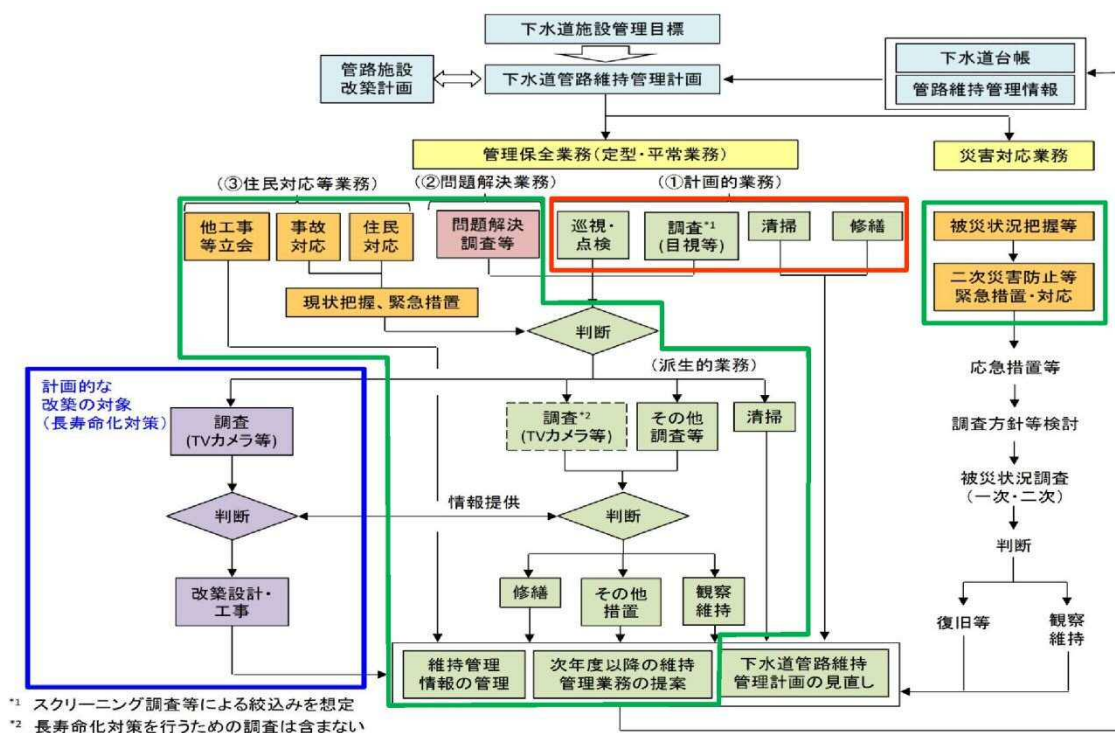 下水道施設管理目標
管路施設
改築計画
下水道管路維持管理計画
下水道台帳
管路維持管理情報
管理保全業務(定型・平常業務)
災害対応業務
(③住民対応等業務)
(②問題解決業務)
(①計画的業務)
他工事
等立会
事故
対応
住民
対応
問題解決
調査等
巡視・
点検
調査*1
(目視等)
清掃
修繕
被災状況把握等
二次災害防止等
緊急措置・対応
現状把握、緊急措置
判断
(派生的業務)
応急措置等
計画的な
改築の対象
(長寿命化対策)
調査
(TVカメラ等)
調査*2
(TVカメラ等)
その他
調査等
清掃
調査方針等検討
被災状況調査
(一次・二次)
判断
情報提供
判断
判断
改築設計・
工事
修繕
その他
措置
観察
維持
復旧等
観察
維持
維持管理
情報の管理
次年度以降の維持
管理業務の提案
下水道管路維持
管理計画の見直し
*1 スクリーニング調査等による絞込みを想定
*2 長寿命化対策を行うための調査は含まない